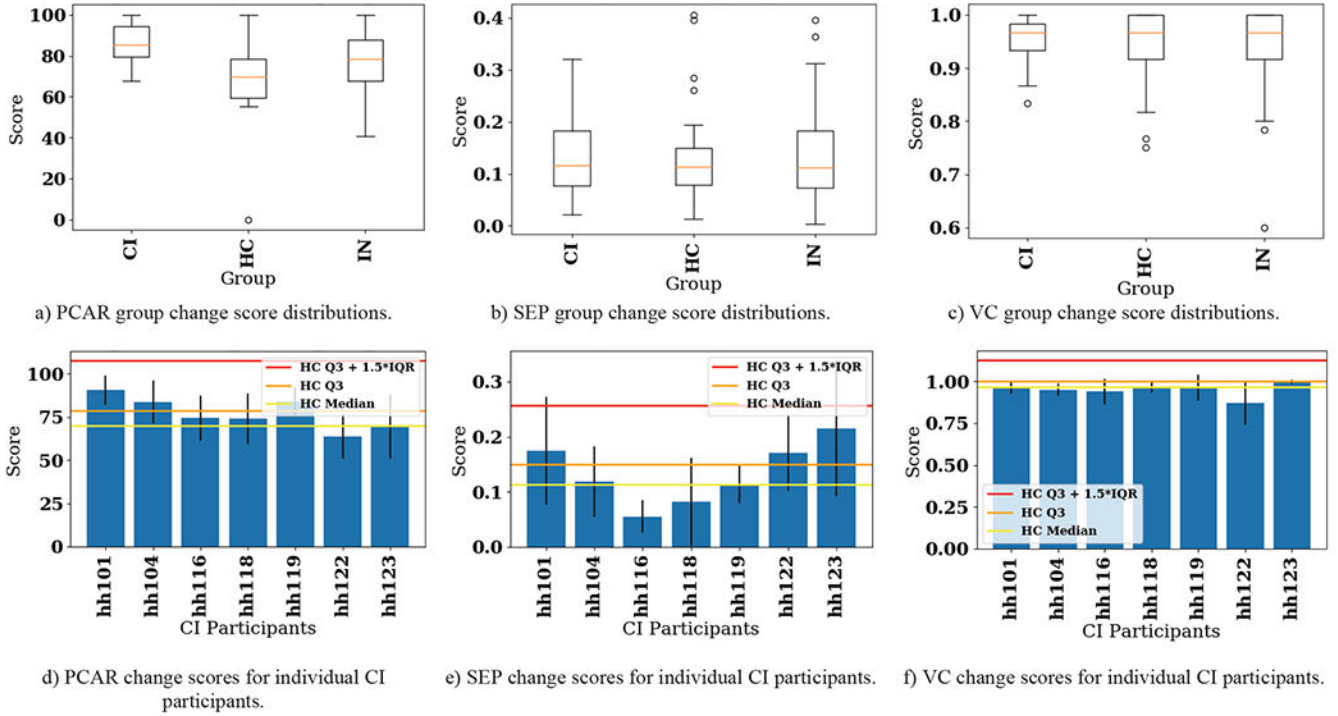 100
80
60
40
20
0
Score
CI
HC
IN
Group
a) PCAR group change score distributions.
0.4
0.3
0.2
0.1
0.0
Score
CI
HC
IN
Group
b) SEP group change score distributions.
1.0
0.9
0.8
0.7
0.6
Score
CI
HC
IN
Group
c) VC group change score distributions.
100
75
50
25
0
Score
HC Q3 + 1.5*IQR
HC Q3
HC Median
hh101
hh104
hh116
hh118
hh119
hh122
hh123
CI Participants
d) PCAR change scores for individual CI
participants.
0.3
0.2
0.1
0.0
Score
HC Q3 + 1.5*IQR
HC Q3
HC Median
hh101
hh104
hh116
hh118
hh119
hh122
hh123
CI Participants
e) SEP change scores for individual CI participants.
1.00
0.75
0.50
0.25
0.00
Score
HC Q3 + 1.5*IQR
HC Q3
HC Median
hh101
hh104
hh116
hh118
hh119
hh122
hh123
CI Participants
f) VC change scores for individual CI participants.